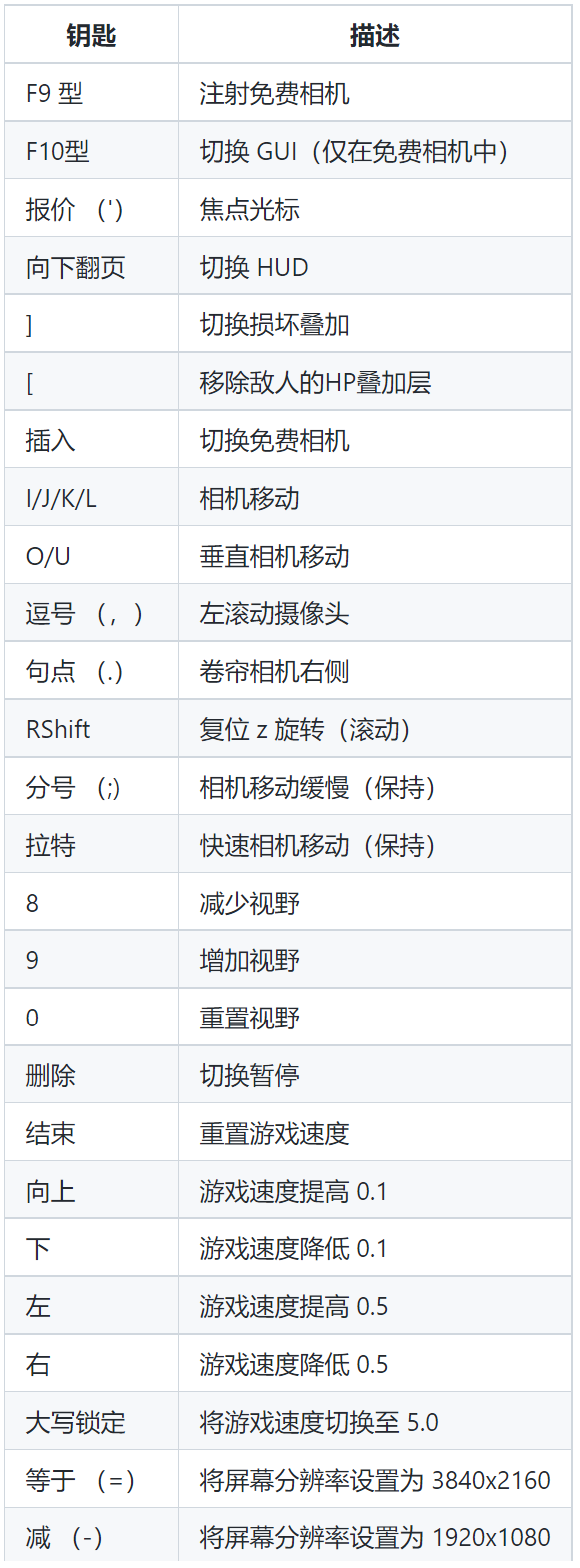 钥匙 描述
F9 型 注射免费相机
F10型 切换 GUI（仅在免费相机中）
报价 （'） 焦点光标
向下翻页 切换 HUD
] 切换损坏叠加
[ 移除敌人的HP叠加层
插入 切换免费相机
I/J/K/L 相机移动
O/U 垂直相机移动
逗号 （，） 左滚动摄像头
句点 （.） 卷帘相机右侧
RShift 复位 z 旋转（滚动）
分号 （;) 相机移动缓慢（保持）
拉特 快速相机移动（保持）
8 减少视野
9 增加视野
0 重置视野
删除 切换暂停
结束 重置游戏速度
向上 游戏速度提高 0.1
下 游戏速度降低 0.1
左 游戏速度提高 0.5
右 游戏速度降低 0.5
大写锁定 将游戏速度切换至 5.0
等于 （=） 将屏幕分辨率设置为 3840x2160
减 （-） 将屏幕分辨率设置为 1920x1080